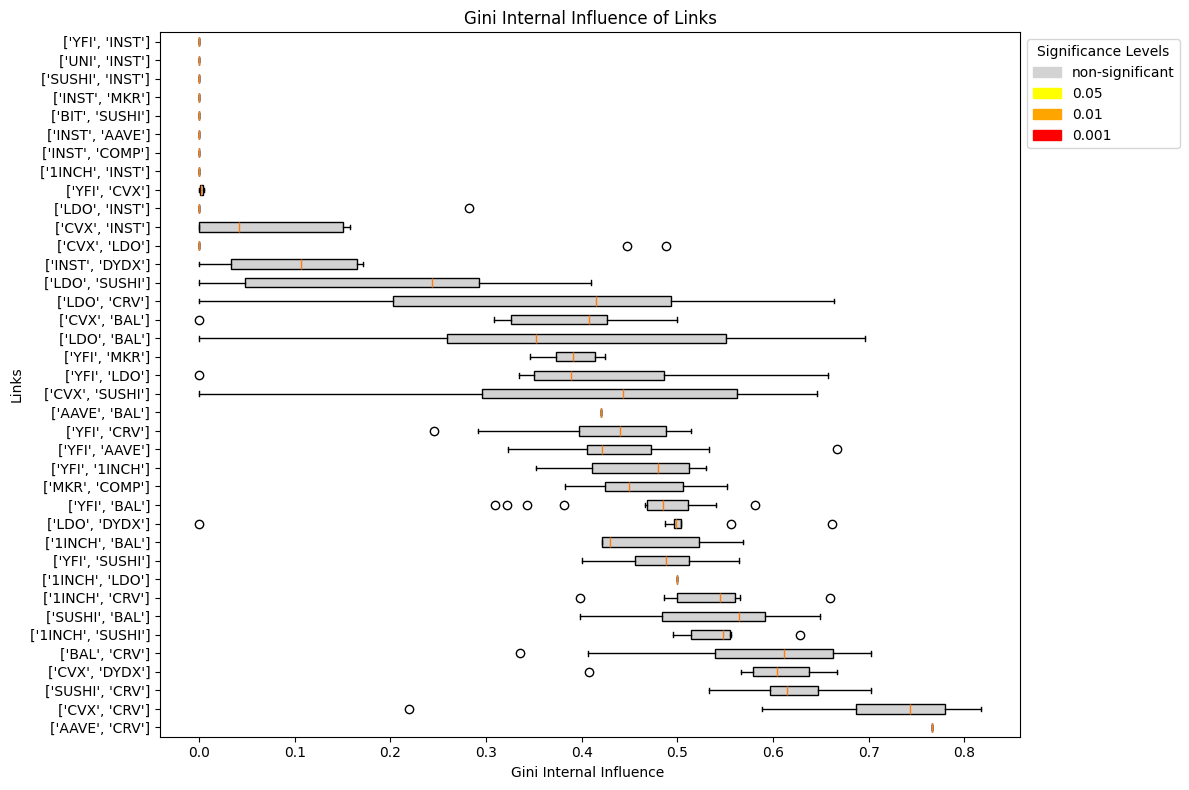 Gini Internal Influence of Links
['YFI', 'INST']
['UNI', 'INST']
['SUSHI', 'INST']
['INST', 'MKR']
['BIT', 'SUSHI']
['INST', 'AAVE']
['INST', 'COMP']
['1INCH', 'INST']
['YFI', 'CVX']
['LDO', 'INST']
['CVX', 'INST']
['CVX', 'LDO']
['INST', 'DYDX']
['LDO', 'SUSHI']
['LDO', 'CRV']
['CVX', 'BAL']
['LDO', 'BAL']
['YFI', 'MKR']
['YFI', 'LDO']
['CVX', 'SUSHI']
['AAVE', 'BAL']
['YFI', 'CRV']
['YFI', 'AAVE']
['YFI', '1INCH']
['MKR', 'COMP']
['YFI', 'BAL']
['LDO', 'DYDX']
['1INCH', 'BAL']
['YFI', 'SUSHI']
['1INCH', 'LDO']
['1INCH', 'CRV']
['SUSHI', 'BAL']
['1INCH', 'SUSHI']
['BAL', 'CRV']
['CVX', 'DYDX']
['SUSHI', 'CRV']
['CVX', 'CRV']
['AAVE', 'CRV']
Links
0.0 0.1 0.2 0.3 0.4 0.5 0.6 0.7 0.8
Gini Internal Influence
Significance Levels
non-significant
0.05
0.01
0.001